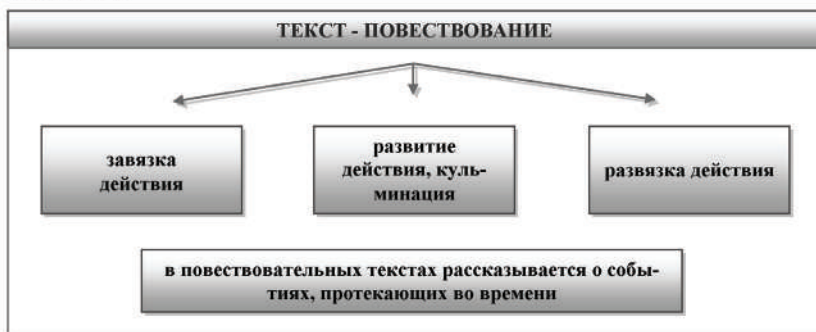 ТЕКСТ - ПОВЕСТВОВАНИЕ
завязка
действия
развитие
действия, куль-
минация
развязка действия
в повествовательных текстах рассказывается о собы-
тиях, протекающих во времени